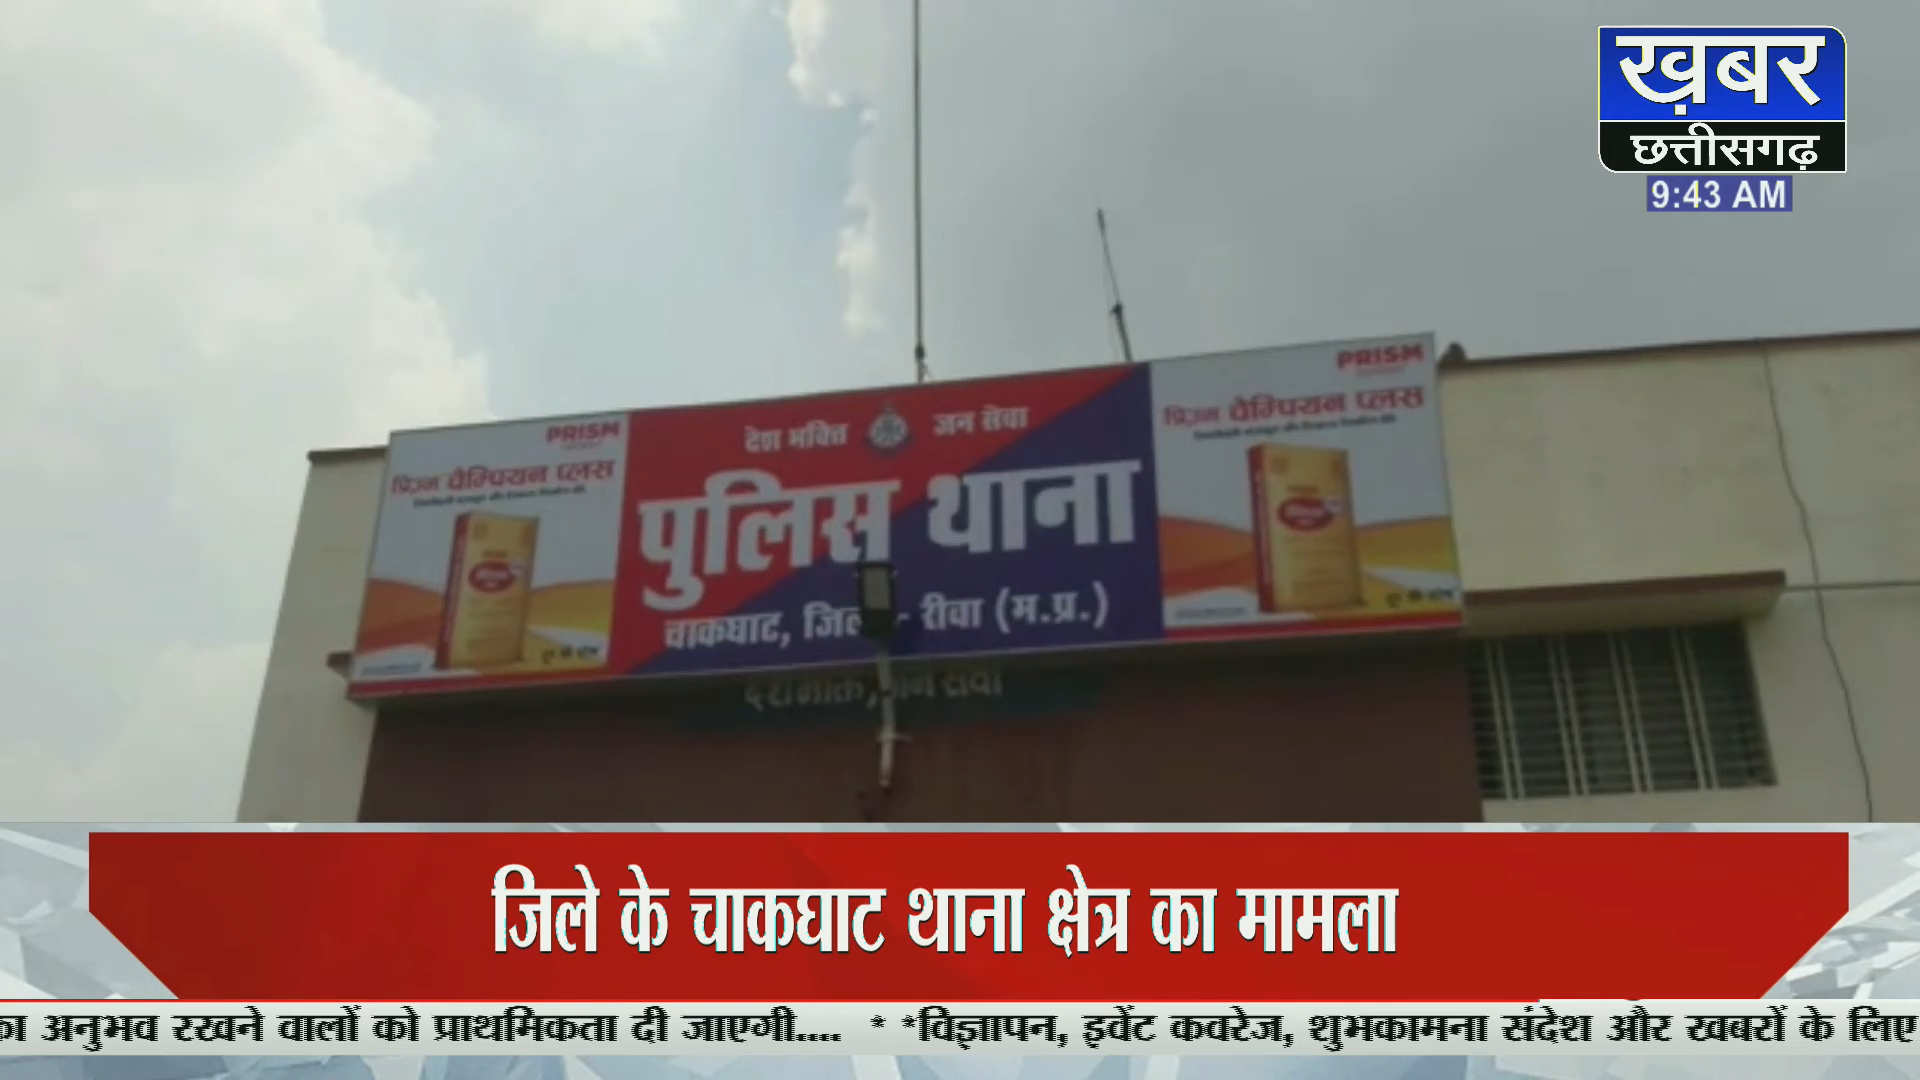 ख़बर
छत्तीसगढ़
9:43 AM
PRISM
प्रिज़्म चैम्पियन प्लस
देश भक्ति जन सेवा
पुलिस थाना
चाकघाट, जिला - रीवा (म.प्र.)
PRISM
प्रिज़्म चैम्पियन प्लस
जिले के चाकघाट थाना क्षेत्र का मामला
का अनुभव रखने वालों को प्राथमिकता दी जाएगी.... * *विज्ञापन, इवेंट कवरेज, शुभकामना संदेश और खबरों के लिए